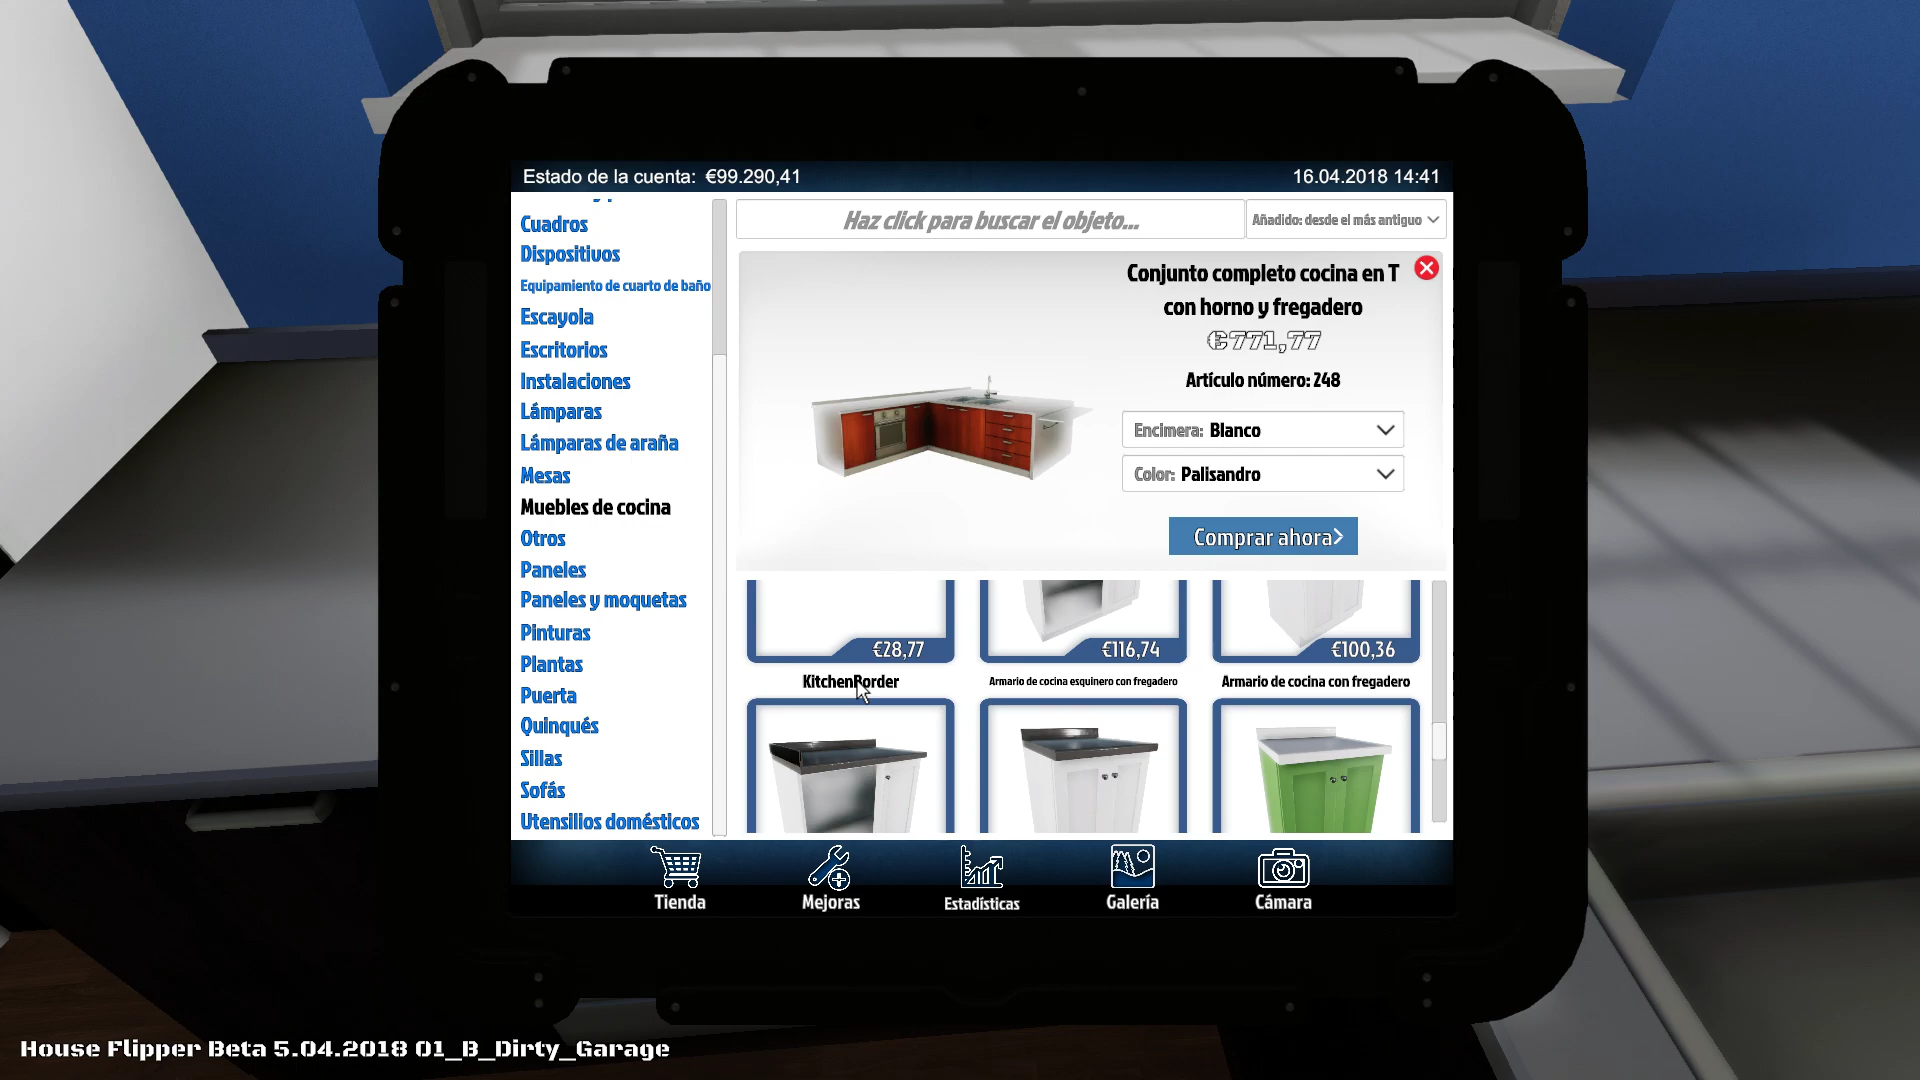 Estado de la cuenta: €99.290,41
16.04.2018 14:41
Cuadros
Dispositivos
Equipamiento de cuarto de baño
Escayola
Escritorios
Instalaciones
Lámparas
Lámparas de araña
Mesas
Muebles de cocina
Otros
Paneles
Paneles y moquetas
Pinturas
Plantas
Puerta
Quinqués
Sillas
Sofás
Utensilios domésticos
Haz click para buscar el objeto...
Añadido: desde el más antiguo
Conjunto completo cocina en T
con horno y fregadero
€771,77
Artículo número: 248
Encimera: Blanco
Color: Palisandro
Comprar ahora>
€28,77
€116,74
€100,36
KitchenBorder
Armario de cocina esquinero con fregadero
Armario de cocina con fregadero
Tienda
Mejoras
Estadísticas
Galería
Cámara
House Flipper Beta 5.04.2018 01_B_Dirty_Garage